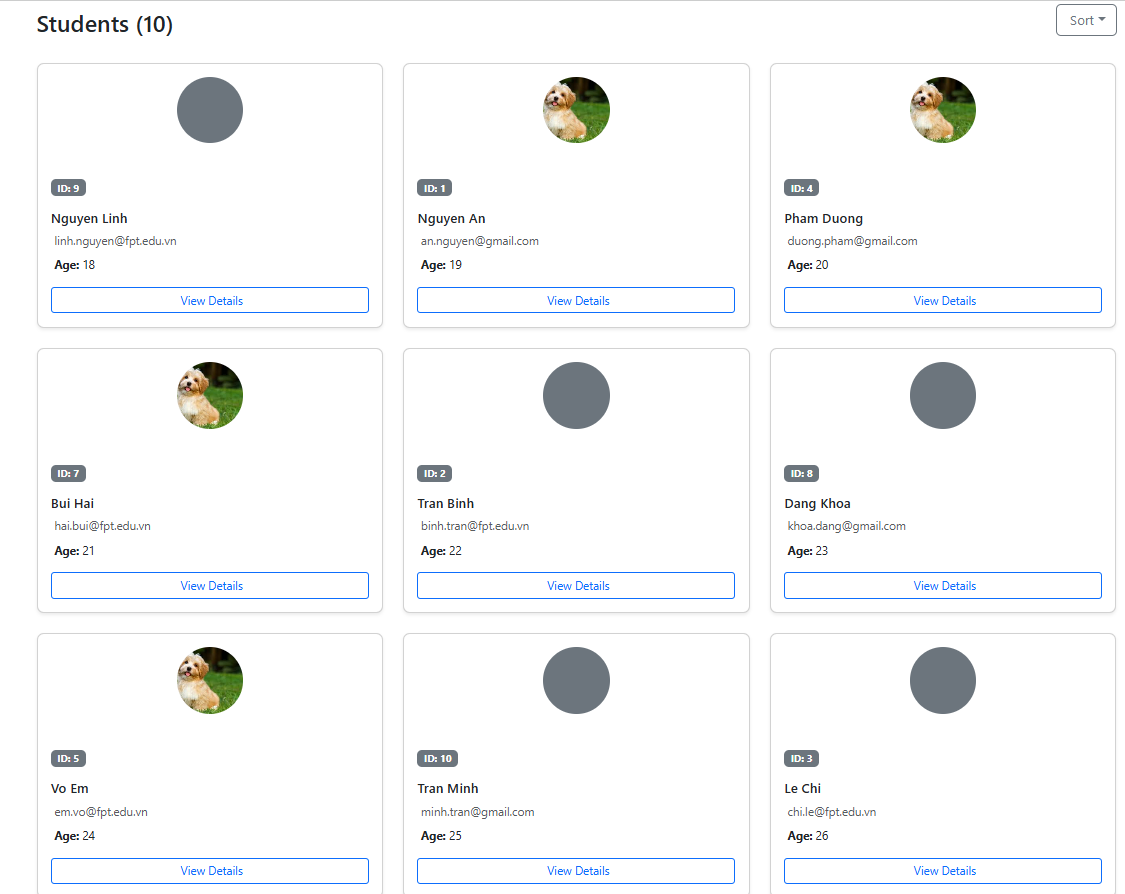 Students (10)
Sort
ID: 9
Nguyen Linh
linh.nguyen@fpt.edu.vn
Age: 18
View Details
ID: 1
Nguyen An
an.nguyen@gmail.com
Age: 19
View Details
ID: 4
Pham Duong
duong.pham@gmail.com
Age: 20
View Details
ID: 7
Bui Hai
hai.bui@fpt.edu.vn
Age: 21
View Details
ID: 2
Tran Binh
binh.tran@fpt.edu.vn
Age: 22
View Details
ID: 8
Dang Khoa
khoa.dang@gmail.com
Age: 23
View Details
ID: 5
Vo Em
em.vo@fpt.edu.vn
Age: 24
View Details
ID: 10
Tran Minh
minh.tran@gmail.com
Age: 25
View Details
ID: 3
Le Chi
chi.le@fpt.edu.vn
Age: 26
View Details